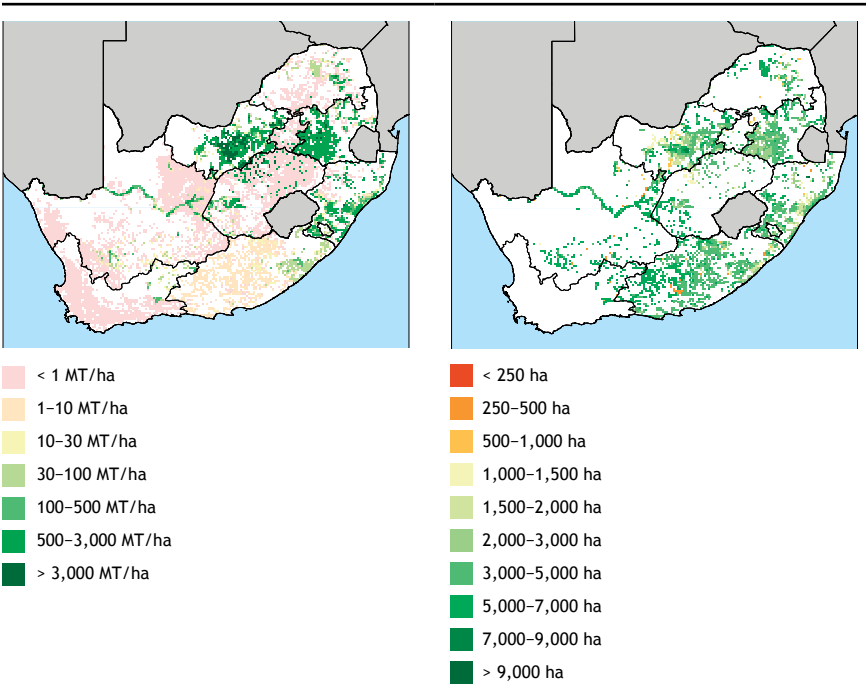 < 1 MT/ha
1–10 MT/ha
10–30 MT/ha
30–100 MT/ha
100–500 MT/ha
500–3,000 MT/ha
> 3,000 MT/ha
< 250 ha
250–500 ha
500–1,000 ha
1,000–1,500 ha
1,500–2,000 ha
2,000–3,000 ha
3,000–5,000 ha
5,000–7,000 ha
7,000–9,000 ha
> 9,000 ha